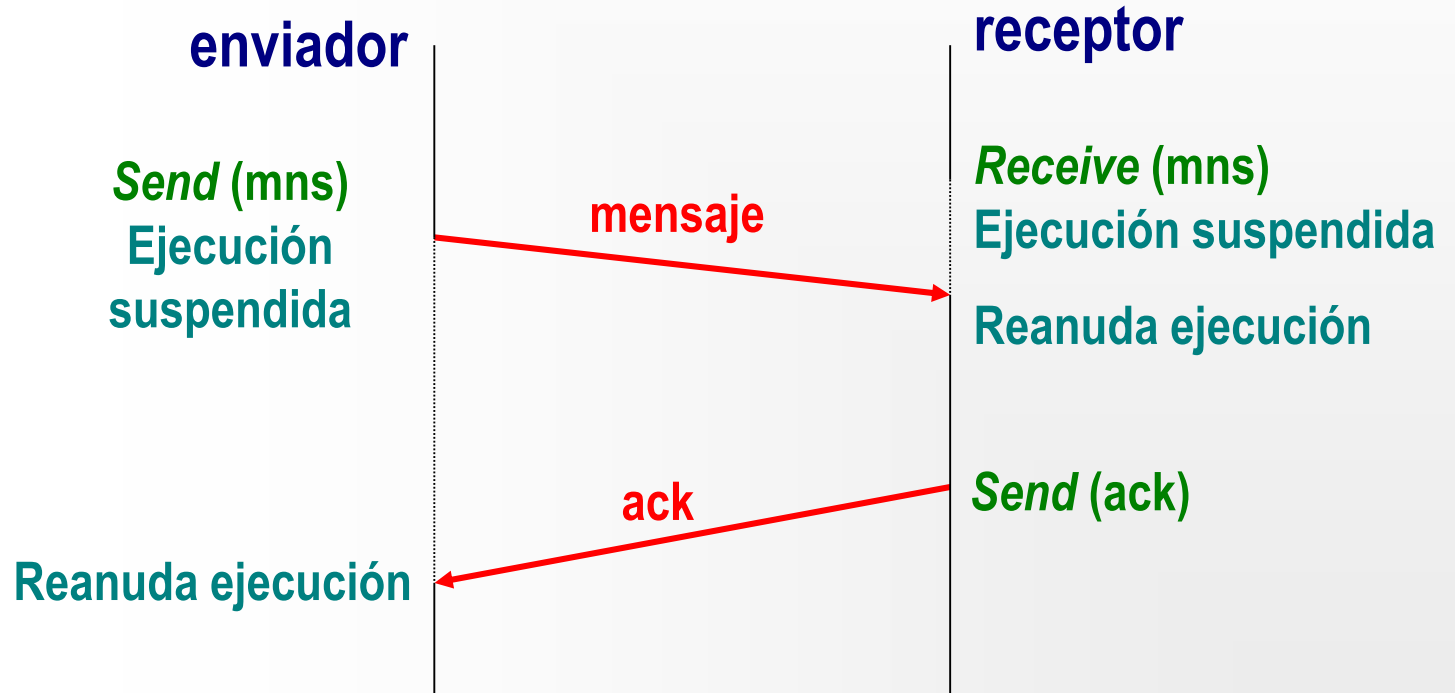 enviador
receptor
Send (mns)
Ejecución
suspendida
mensaje
Receive (mns)
Ejecución suspendida
Reanuda ejecución
ack
Send (ack)
Reanuda ejecución